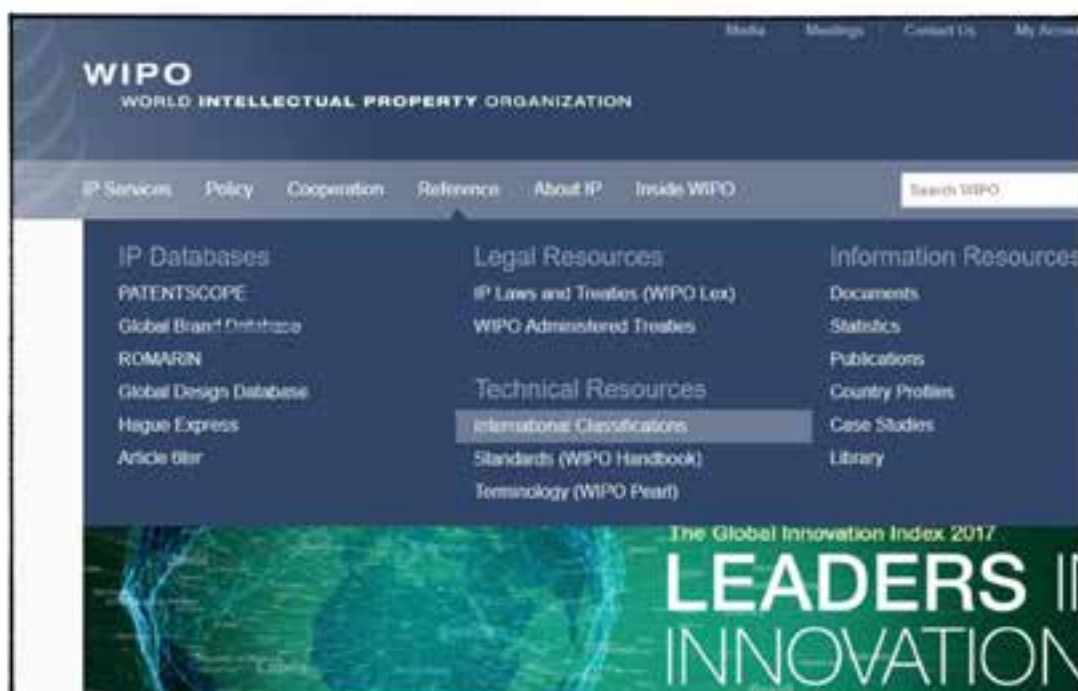 Media Meetings Contact Us My
WIPO
WORLD INTELLECTUAL PROPERTY ORGANIZATION
IP Services Policy Cooperation Reference About IP Inside WIPO Search WIPO
IP Databases
PATENTSCOPE
Global Brand Database
ROMARIN
Global Design Database
Hague Express
Article 6ter
Legal Resources
IP Laws and Treaties (WIPO Lex)
WIPO Administered Treaties
Technical Resources
International Classifications
Standards (WIPO Handbook)
Terminology (WIPO Pearl)
Information Resources
Documents
Statistics
Publications
Country Profiles
Case Studies
Library
The Global Innovation Index 2017
LEADERS
INNOVATION